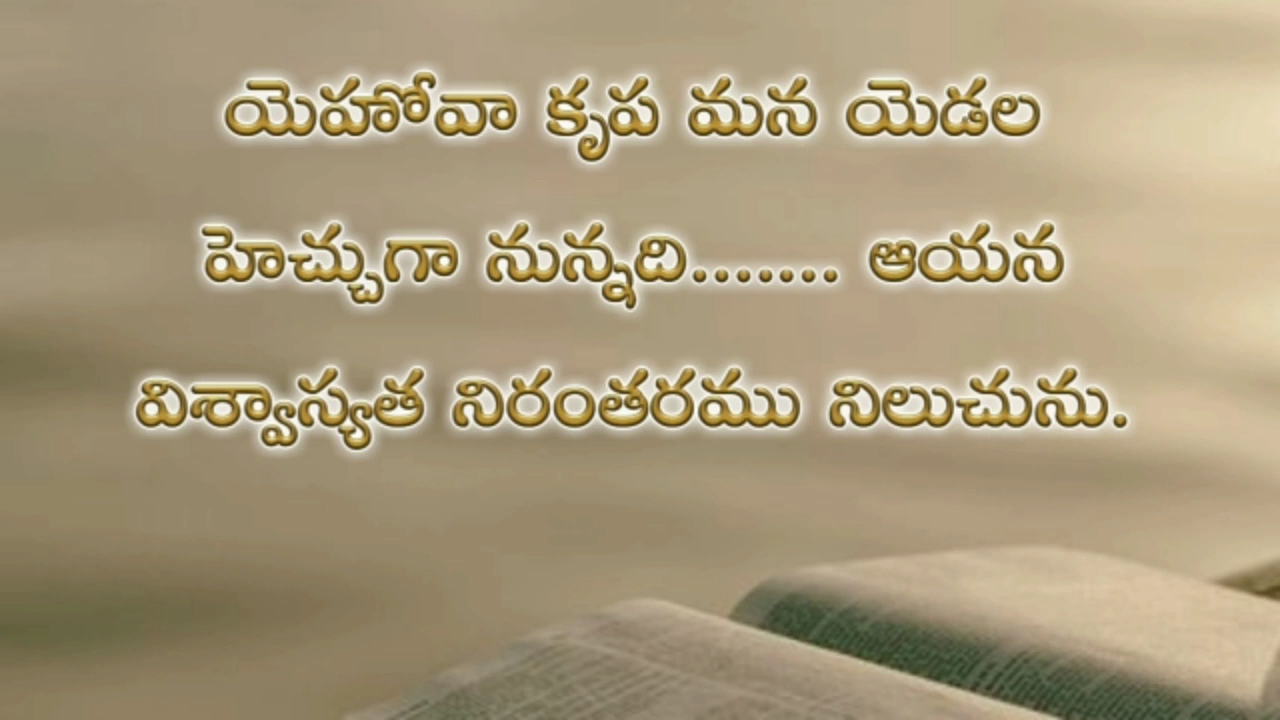 యెహోవా కృప మన యెడల
హెచ్చుగా నున్నది....... ఆయన
విశ్వాస్యత నిరంతరము నిలుచును.